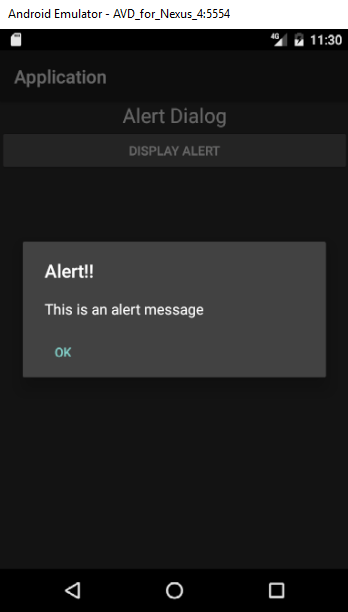 Android Emulator - AVD_for_Nexus_4:5554
4G 11:30
Application
Alert Dialog
DISPLAY ALERT
Alert!!
This is an alert message
OK